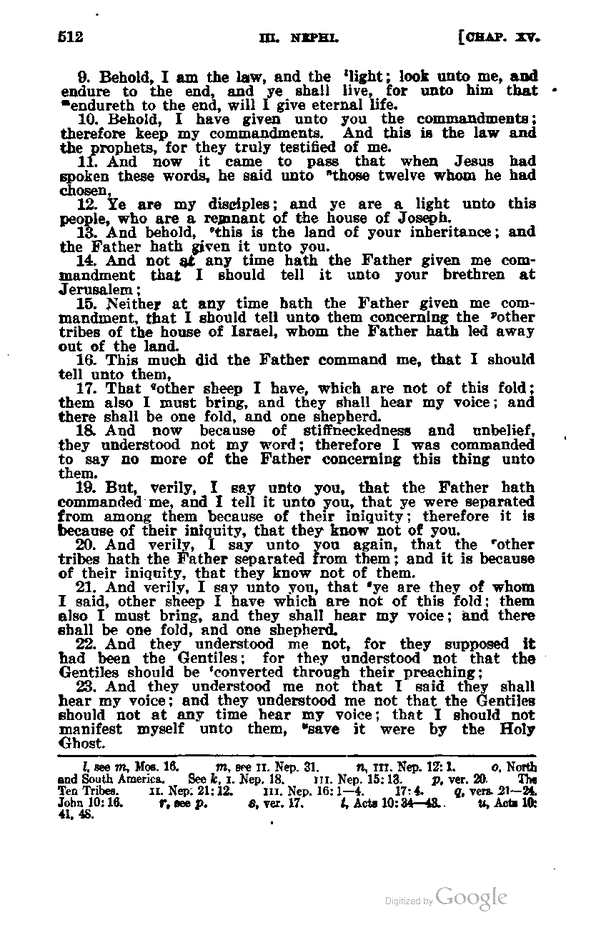 512 III. NEPHI. [CHAP. XV.
9. Behold, I am the law, and the ˡlight; look unto me, and
endure to the end, and ye shall live, for unto him that
ᵐendureth to the end, will I give eternal life.
10. Behold, I have given unto you the commandments;
therefore keep my commandments. And this is the law and
the prophets, for they truly testified of me.
11. And now it came to pass that when Jesus had
spoken these words, he said unto ⁿthose twelve whom he had
chosen,
12. Ye are my disciples; and ye are a light unto this
people, who are a remnant of the house of Joseph.
13. And behold, ᵒthis is the land of your inheritance; and
the Father hath given it unto you.
14. And not at any time hath the Father given me com-
mandment that I should tell it unto your brethren at
Jerusalem;
15. Neither at any time hath the Father given me com-
mandment, that I should tell unto them concerning the ᵖother
tribes of the house of Israel, whom the Father hath led away
out of the land.
16. This much did the Father command me, that I should
tell unto them,
17. That qother sheep I have, which are not of this fold;
them also I must bring, and they shall hear my voice; and
there shall be one fold, and one shepherd.
18. And now because of stiffneckedness and unbelief,
they understood not my word; therefore I was commanded
to say no more of the Father concerning this thing unto
them.
19. But, verily, I say unto you, that the Father hath
commanded me, and I tell it unto you, that ye were separated
from among them because of their iniquity; therefore it is
because of their iniquity, that they know not of you.
20. And verily, I say unto you again, that the ʳother
tribes hath the Father separated from them; and it is because
of their iniquity, that they know not of them.
21. And verily, I say unto you, that ˢye are they of whom
I said, other sheep I have which are not of this fold; them
also I must bring, and they shall hear my voice; and there
shall be one fold, and one shepherd.
22. And they understood me not, for they supposed it
had been the Gentiles; for they understood not that the
Gentiles should be ᵗconverted through their preaching;
23. And they understood me not that I said they shall
hear my voice; and they understood me not that the Gentiles
should not at any time hear my voice; that I should not
manifest myself unto them, ᵘsave it were by the Holy
Ghost.
l, see m, Mos. 16. m, see II. Nep. 31. n, III. Nep. 12: 1. o, North
and South America. See k, I. Nep. 18. III. Nep. 15: 13. p, ver. 20. The
Ten Tribes. II. Nep. 21: 12. III. Nep. 16: 1—4. 17: 4. q, vers. 21—24.
John 10: 16. r, see p. s, ver. 17. t, Acts 10: 34—48. u, Acts 10:
41, 48.
Digitized by Google